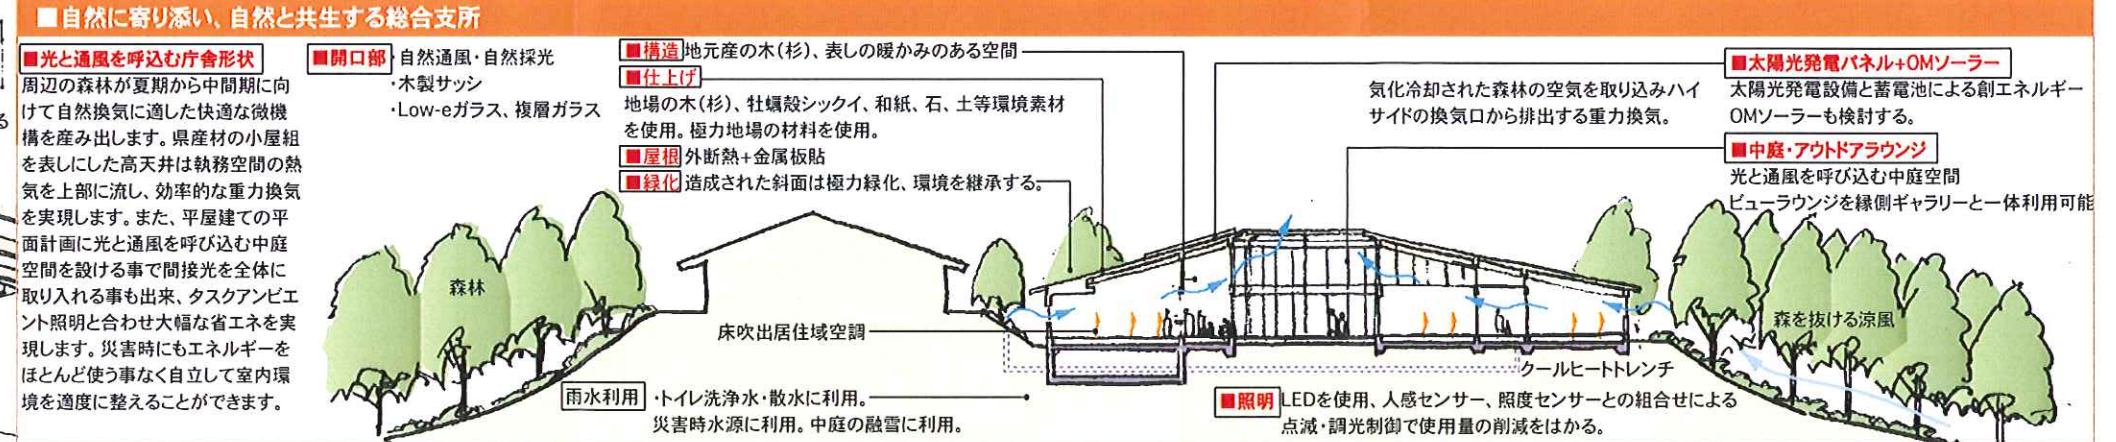 ■自然に寄り添い、自然と共生する総合支所
■光と通風を呼込む庁舎形状
周辺の森林が夏期から中間期に向
けて自然換気に適した快適な微機
構を産み出します。県産材の小屋組
を表しにした高天井は執務空間の熱
気を上部に流し、効率的な重力換気
を実現します。また、平屋建ての平
面計画に光と通風を呼び込む中庭
空間を設ける事で間接光を全体に
取り入れる事も出来、タスクアンビエ
ント照明と合わせ大幅な省エネを実
現します。災害時にもエネルギーを
ほとんど使う事なく自立して室内環
境を適度に整えることができます。
■開口部 ・自然通風・自然採光
・木製サッシ
・Low-eガラス、複層ガラス
■構造 地元産の木(杉)、表しの暖かみのある空間
■仕上げ
地場の木(杉)、牡蠣殻シックイ、和紙、石、土等環境素材
を使用。極力地場の材料を使用。
■屋根 外断熱+金属板貼
■緑化 造成された斜面は極力緑化、環境を継承する。
気化冷却された森林の空気を取り込みハイ
サイドの換気口から排出する重力換気。
■太陽光発電パネル+OMソーラー
太陽光発電設備と蓄電池による創エネルギー
OMソーラーも検討する。
■中庭・アウトドアラウンジ
光と通風を呼び込む中庭空間
ビューラウンジを縁側ギャラリーと一体利用可能
森林
床吹出居住域空調
森を抜ける涼風
クールヒートトレンチ
雨水利用 ・トイレ洗浄水・散水に利用。
災害時水源に利用。中庭の融雪に利用。
■照明 LEDを使用、人感センサー、照度センサーとの組合せによる
点滅・調光制御で使用量の削減をはかる。